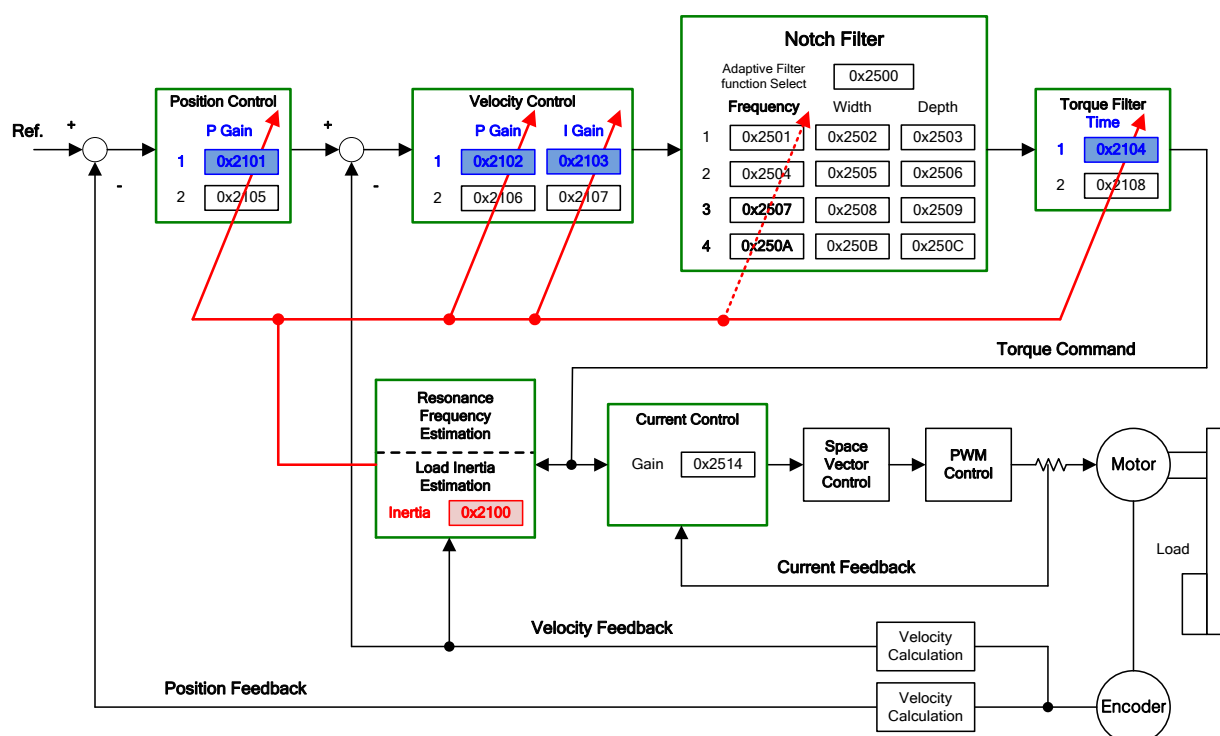 Notch Filter
Adaptive Filter
function Select
0x2500
Frequency Width Depth
1 0x2501 0x2502 0x2503
2 0x2504 0x2505 0x2506
3 0x2507 0x2508 0x2509
4 0x250A 0x250B 0x250C
Ref.
+
-
Position Control
P Gain
1 0x2101
2 0x2105
+
-
Velocity Control
P Gain I Gain
1 0x2102 0x2103
2 0x2106 0x2107
Torque Filter
Time
1 0x2104
2 0x2108
Torque Command
Resonance
Frequency
Estimation
Load Inertia
Estimation
Inertia 0x2100
Current Control
Gain 0x2514
Space
Vector
Control
PWM
Control
Motor
Load
Current Feedback
Velocity Feedback
Velocity
Calculation
Position Feedback
Velocity
Calculation
Encoder